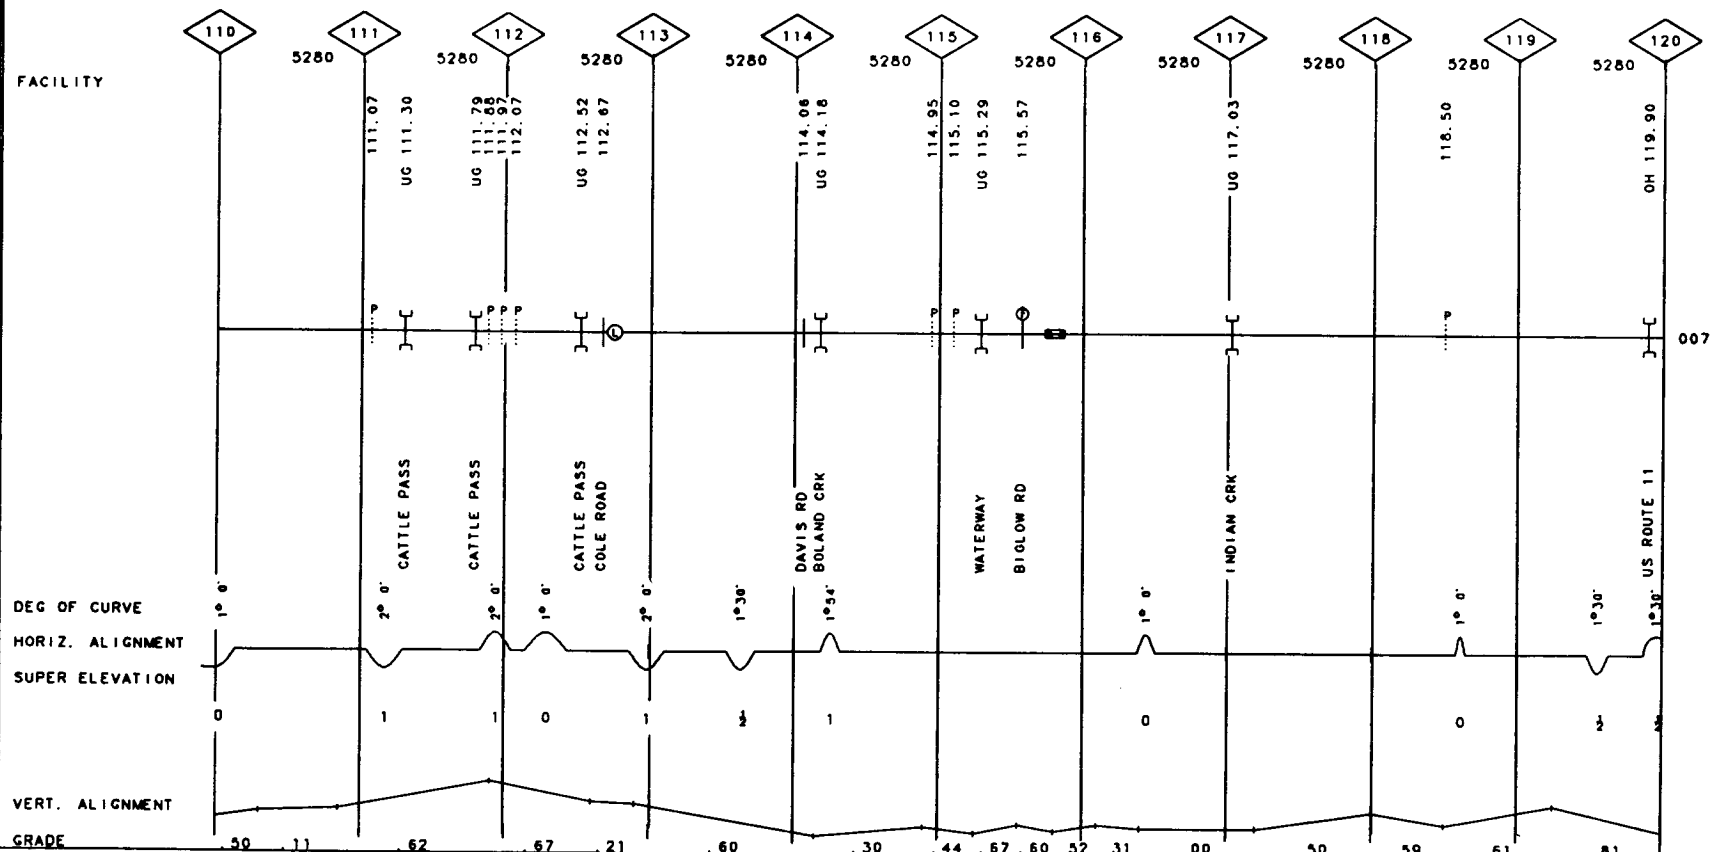 110 111 112 113 114 115 116 117 118 119 120
5280 5280 5280 5280 5280 5280 5280 5280 5280 5280
FACILITY
111.07
UG 111.30
UG 111.79
111.88
111.97
112.07
UG 112.52
112.67
114.06
UG 114.18
114.95
115.10
UG 115.29
115.57
UG 117.03
118.50
OH 119.90
P P P P P P P
L
007
CATTLE PASS
CATTLE PASS
CATTLE PASS
COLE ROAD
DAVIS RD
BOLAND CRK
WATERWAY
BIGLOW RD
INDIAN CRK
US ROUTE 11
DEG OF CURVE
1° 0' 2° 0' 2° 0' 1° 0' 2° 0' 1°30' 1°54' 1° 0' 1° 0' 1°30' 1°30'
HORIZ. ALIGNMENT
SUPER ELEVATION
0 1 1 0 1 ½ 1 0 0 ½
VERT. ALIGNMENT
GRADE
.50 .11 .62 .67 .21 .60 .30 .44 .67 .60 .52 .31 .00 .50 .59 .61 .81